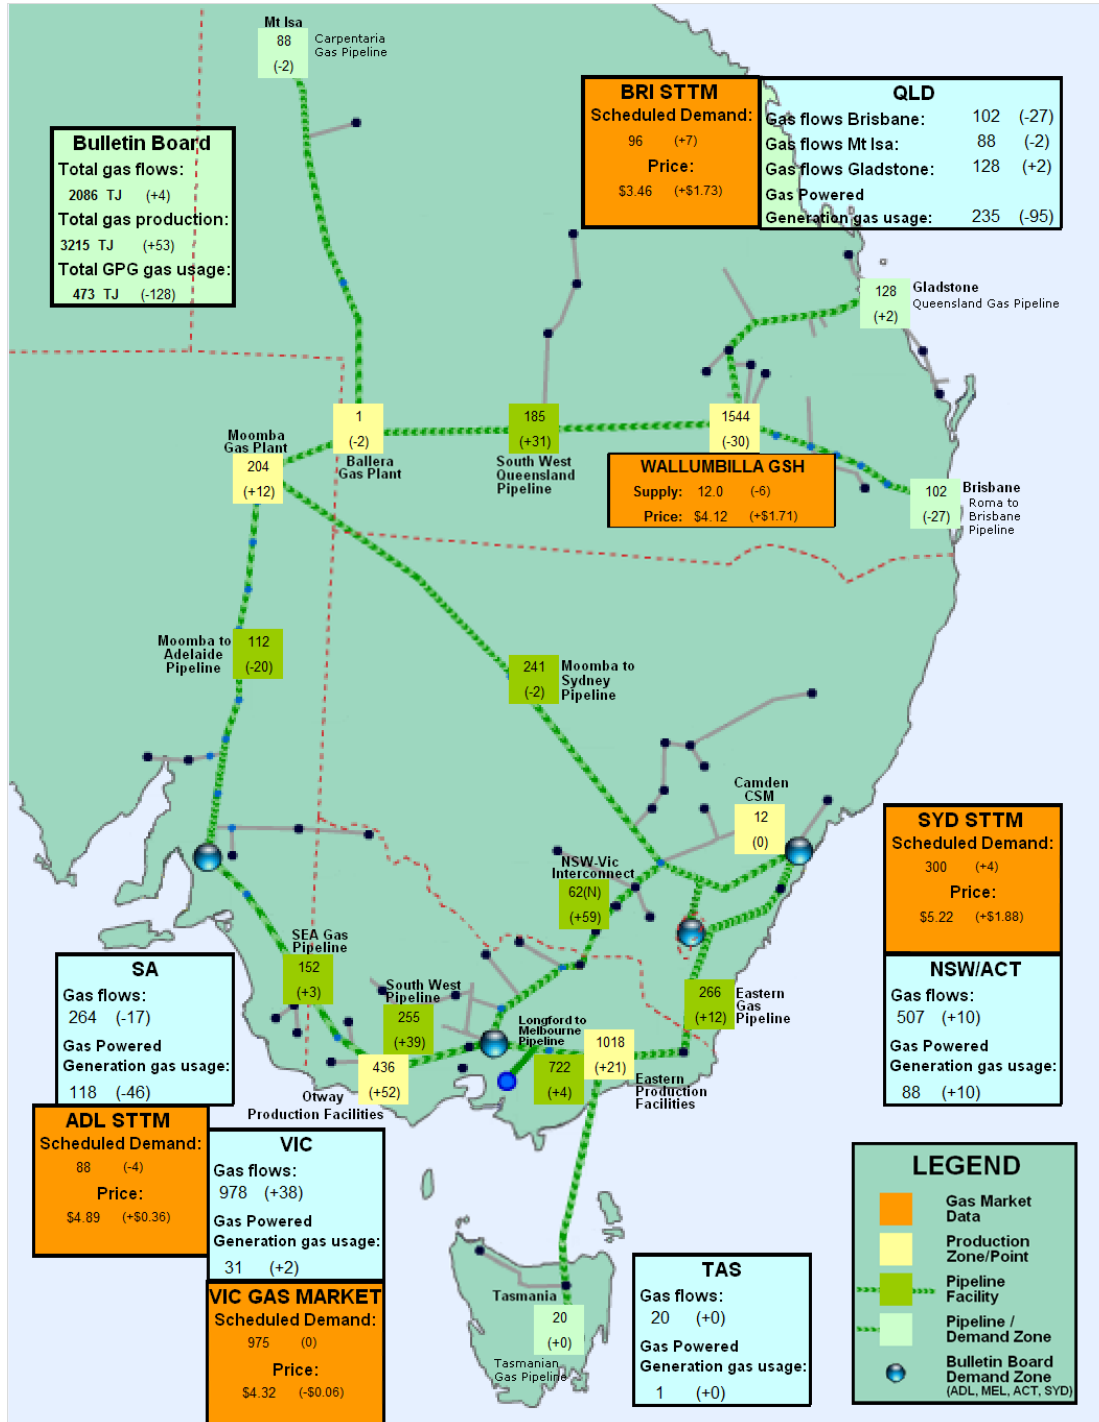 Mt Isa
88
(-2)
Carpentaria
Gas Pipeline
Bulletin Board
Total gas flows:
2086 TJ (+4)
Total gas production:
3215 TJ (+53)
Total GPG gas usage:
473 TJ (-128)
BRI STTM
Scheduled Demand:
96 (+7)
Price:
$3.46 (+$1.73)
QLD
Gas flows Brisbane: 102 (-27)
Gas flows Mt Isa: 88 (-2)
Gas flows Gladstone: 128 (+2)
Gas Powered
Generation gas usage: 235 (-95)
128
(+2)
Gladstone
Queensland Gas Pipeline
1
(-2)
Ballera
Gas Plant
185
(+31)
South West
Queensland
Pipeline
1544
(-30)
Moomba
Gas Plant
204
(+12)
WALLUMBILLA GSH
Supply: 12.0 (-6)
Price: $4.12 (+$1.71)
102
(-27)
Brisbane
Roma to
Brisbane
Pipeline
Moomba to
Adelaide
Pipeline
112
(-20)
241
(-2)
Moomba to
Sydney
Pipeline
Camden
CSM
12
(0)
NSW-Vic
Interconnect
62(N)
(+59)
SYD STTM
Scheduled Demand:
300 (+4)
Price:
$5.22 (+$1.88)
NSW/ACT
Gas flows:
507 (+10)
Gas Powered
Generation gas usage:
88 (+10)
SEA Gas
Pipeline
152
(+3)
South West
Pipeline
255
(+39)
266
(+12)
Eastern
Gas
Pipeline
Longford to
Melbourne
Pipeline
722
(+4)
1018
(+21)
Eastern
Production
Facilities
436
(+52)
Otway
Production Facilities
SA
Gas flows:
264 (-17)
Gas Powered
Generation gas usage:
118 (-46)
ADL STTM
Scheduled Demand:
88 (-4)
Price:
$4.89 (+$0.36)
VIC
Gas flows:
978 (+38)
Gas Powered
Generation gas usage:
31 (+2)
VIC GAS MARKET
Scheduled Demand:
975 (0)
Price:
$4.32 (-$0.06)
Tasmania
20
(+0)
Tasmanian
Gas Pipeline
TAS
Gas flows:
20 (+0)
Gas Powered
Generation gas usage:
1 (+0)
LEGEND
Gas Market
Data
Production
Zone/Point
Pipeline
Facility
Pipeline /
Demand Zone
Bulletin Board
Demand Zone
(ADL, MEL, ACT, SYD)